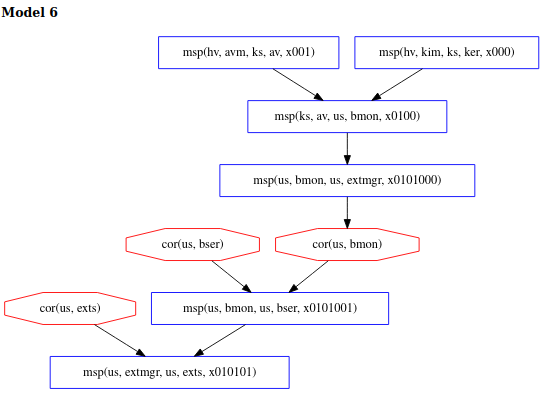 Model 6
msp(hv, avm, ks, av, x001)
msp(hv, kim, ks, ker, x000)
msp(ks, av, us, bmon, x0100)
msp(us, bmon, us, extmgr, x0101000)
cor(us, bser)
cor(us, bmon)
cor(us, exts)
msp(us, bmon, us, bser, x0101001)
msp(us, extmgr, us, exts, x010101)